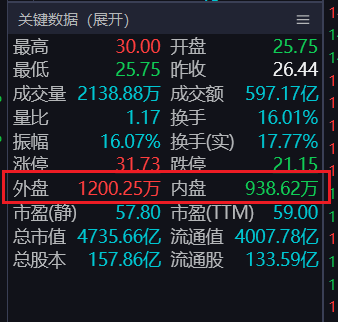 关键数据（展开）
最高 30.00 开盘 25.75
最低 25.75 昨收 26.44
成交量 2138.88万 成交额 597.17亿
量比 1.17 换手 16.01%
振幅 16.07% 换手(实) 17.77%
涨停 31.73 跌停 21.15
外盘 1200.25万 内盘 938.62万
市盈(静) 57.80 市盈(TTM) 59.00
总市值 4735.66亿 流通值 4007.78亿
总股本 157.86亿 流通股 133.59亿